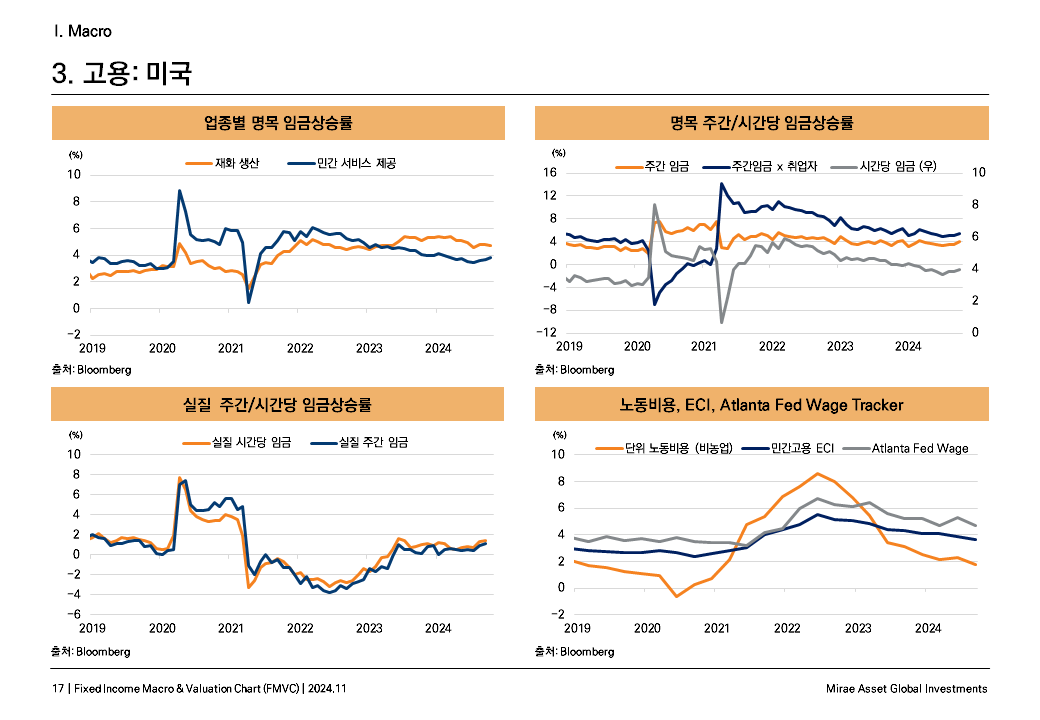 I. Macro
3. 고용: 미국
업종별 명목 임금상승률
(%)
재화 생산 민간 서비스 제공
10
8
6
4
2
0
−2
2019 2020 2021 2022 2023 2024
출처: Bloomberg
명목 주간/시간당 임금상승률
(%)
주간 임금 주간임금 x 취업자 시간당 임금 (우)
16 10
12 8
8 6
4
0 4
−4
−8 2
−12 0
2019 2020 2021 2022 2023 2024
출처: Bloomberg
실질 주간/시간당 임금상승률
(%)
실질 시간당 임금 실질 주간 임금
10
8
6
4
2
0
−2
−4
−6
2019 2020 2021 2022 2023 2024
출처: Bloomberg
노동비용, ECI, Atlanta Fed Wage Tracker
(%)
단위 노동비용 (비농업) 민간고용 ECI Atlanta Fed Wage
10
8
6
4
2
0
−2
2019 2020 2021 2022 2023 2024
출처: Bloomberg
17 | Fixed Income Macro & Valuation Chart (FMVC) | 2024.11
Mirae Asset Global Investments